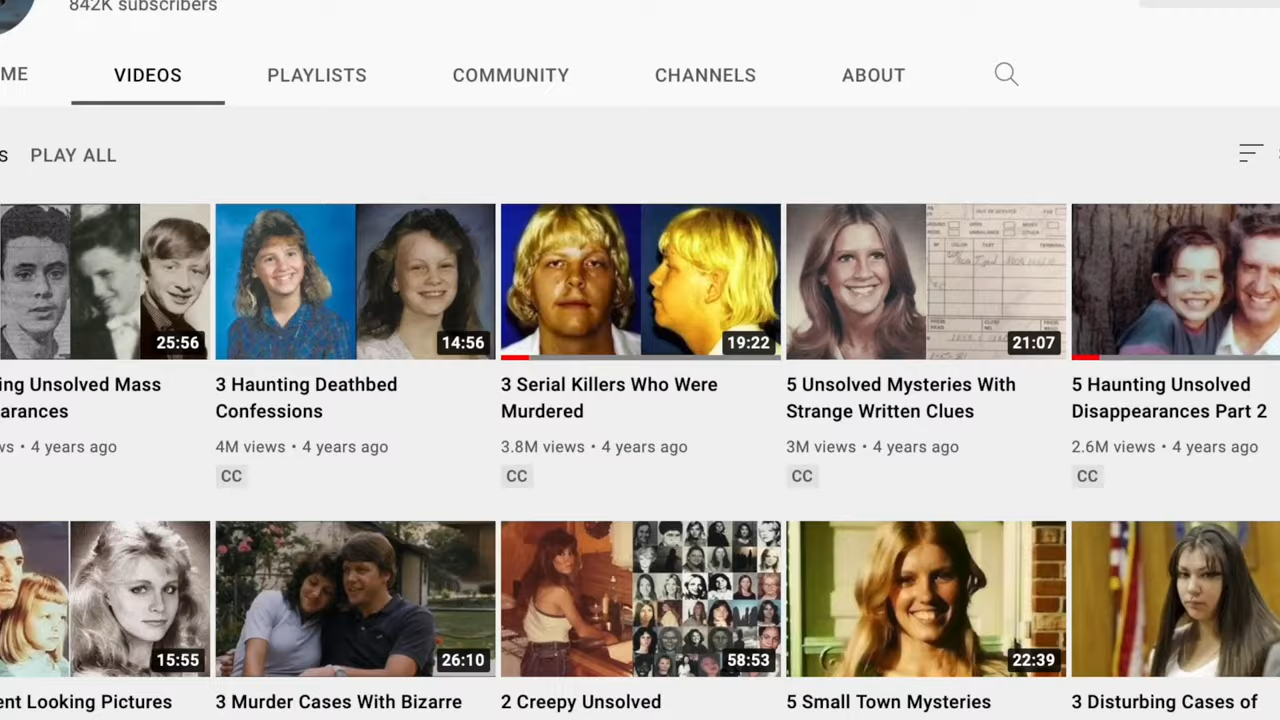 842K subscribers
ME
VIDEOS
PLAYLISTS
COMMUNITY
CHANNELS
ABOUT
s
PLAY ALL
25:56
14:56
19:22
OUT OF SERVICE
21:07
ing Unsolved Mass
arances
3 Haunting Deathbed
Confessions
3 Serial Killers Who Were
Murdered
5 Unsolved Mysteries With
Strange Written Clues
5 Haunting Unsolved
Disappearances Part 2
ws • 4 years ago
4M views • 4 years ago
3.8M views • 4 years ago
3M views • 4 years ago
2.6M views • 4 years ago
CC
CC
CC
CC
15:55
26:10
58:53
22:39
ent Looking Pictures
3 Murder Cases With Bizarre
2 Creepy Unsolved
5 Small Town Mysteries
3 Disturbing Cases of